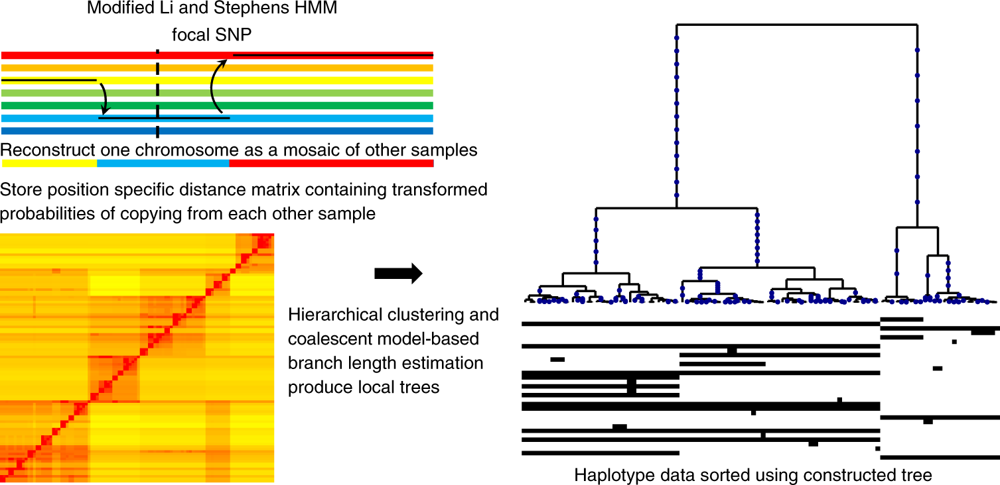 Modified Li and Stephens HMM
focal SNP
Reconstruct one chromosome as a mosaic of other samples
Store position specific distance matrix containing transformed
probabilities of copying from each other sample
Hierarchical clustering and
coalescent model-based
branch length estimation
produce local trees
Haplotype data sorted using constructed tree